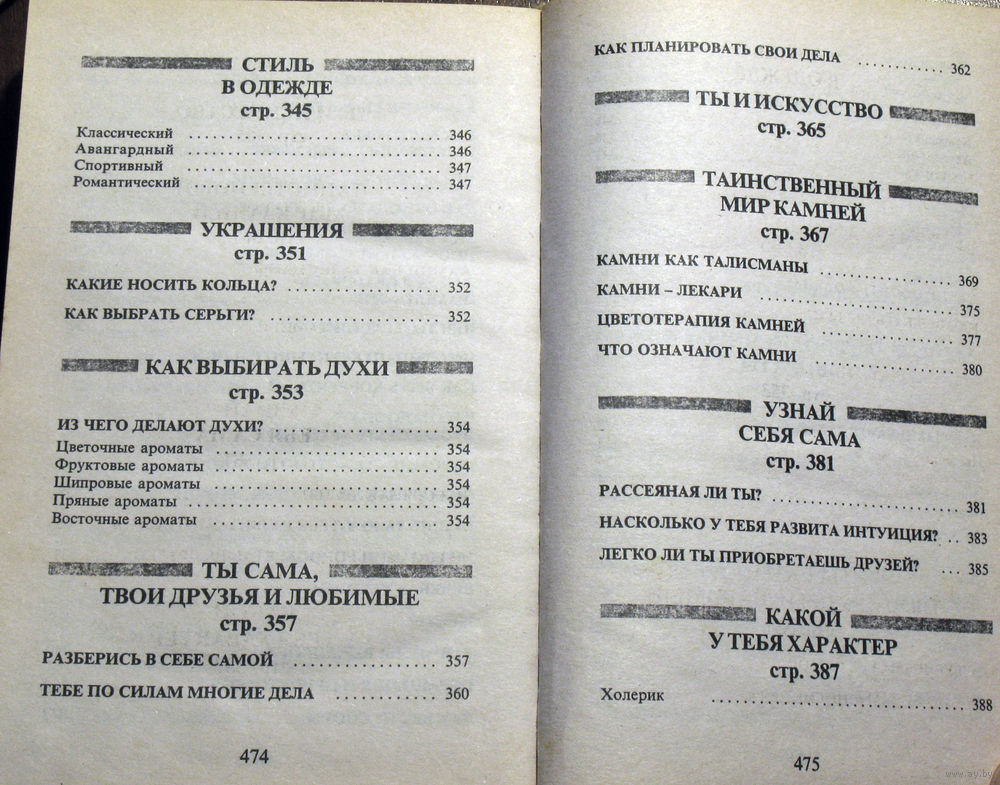 СТИЛЬ
В ОДЕЖДЕ
стр. 345
Классический ........ 346
Авангардный ........ 346
Спортивный ........ 347
Романтический ........ 347
УКРАШЕНИЯ
стр. 351
КАКИЕ НОСИТЬ КОЛЬЦА? ........ 352
КАК ВЫБРАТЬ СЕРЬГИ? ........ 352
КАК ВЫБИРАТЬ ДУХИ
стр. 353
ИЗ ЧЕГО ДЕЛАЮТ ДУХИ? ........ 354
Цветочные ароматы ........ 354
Фруктовые ароматы ........ 354
Шипровые ароматы ........ 354
Пряные ароматы ........ 354
Восточные ароматы ........ 354
ТЫ САМА,
ТВОИ ДРУЗЬЯ И ЛЮБИМЫЕ
стр. 357
РАЗБЕРИСЬ В СЕБЕ САМОЙ ........ 357
ТЕБЕ ПО СИЛАМ МНОГИЕ ДЕЛА ........ 360
474
КАК ПЛАНИРОВАТЬ СВОИ ДЕЛА ........ 362
ТЫ И ИСКУССТВО
стр. 365
ТАИНСТВЕННЫЙ
МИР КАМНЕЙ
стр. 367
КАМНИ КАК ТАЛИСМАНЫ ........ 369
КАМНИ – ЛЕКАРИ ........ 375
ЦВЕТОТЕРАПИЯ КАМНЕЙ ........ 377
ЧТО ОЗНАЧАЮТ КАМНИ ........ 380
УЗНАЙ
СЕБЯ САМА
стр. 381
РАССЕЯНАЯ ЛИ ТЫ? ........ 381
НАСКОЛЬКО У ТЕБЯ РАЗВИТА ИНТУИЦИЯ? .. 383
ЛЕГКО ЛИ ТЫ ПРИОБРЕТАЕШЬ ДРУЗЕЙ? ... 385
КАКОЙ
У ТЕБЯ ХАРАКТЕР
стр. 387
Холерик ........ 388
475
www.ay.by